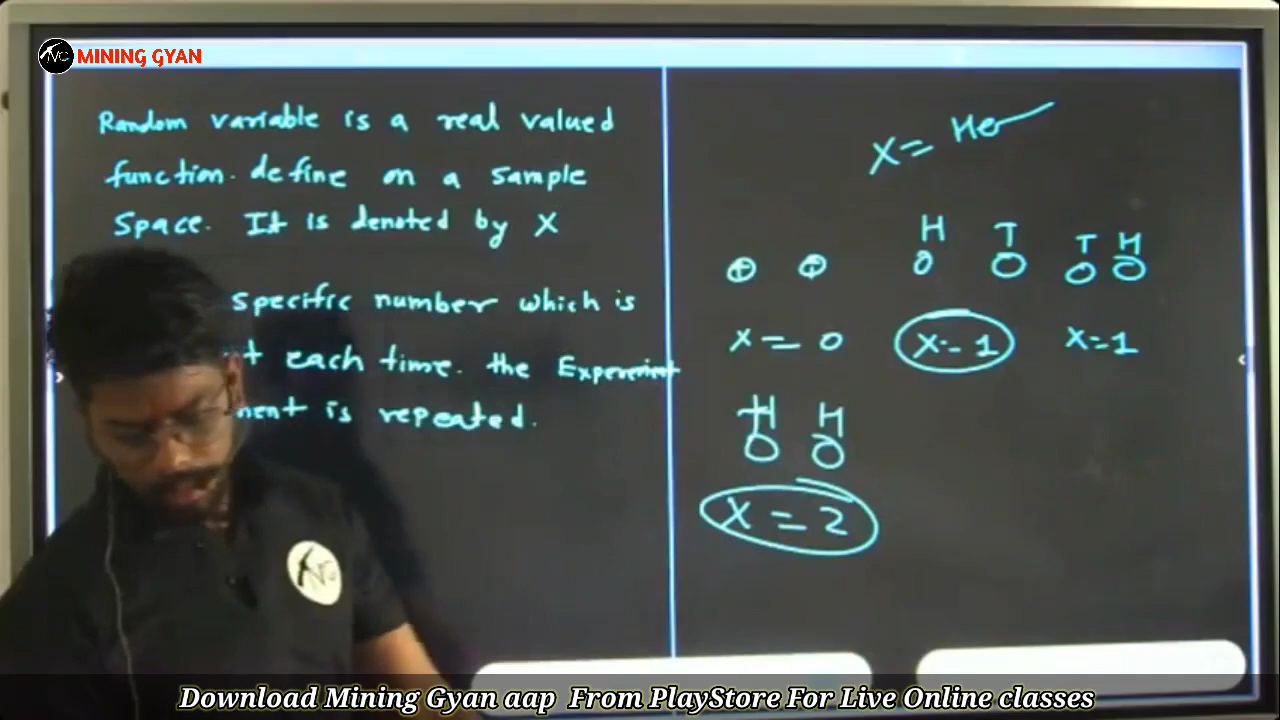 MINING GYAN
Random variable is a real valued
function. define on a sample
Space. It is denoted by X
specific number which is
each time. the Experiment
ment is repeated.
X = He
H T T H
X = 0 X = 1 X = 1
H H
X = 2
Download Mining Gyan aap From PlayStore For Live Online classes